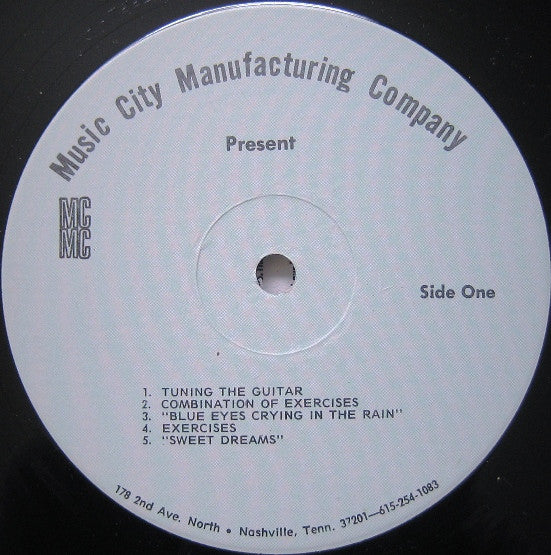 Music City Manufacturing Company
Present
MC
MC
Side One
1. TUNING THE GUITAR
2. COMBINATION OF EXERCISES
3. "BLUE EYES CRYING IN THE RAIN"
4. EXERCISES
5. "SWEET DREAMS"
178 2nd Ave. North • Nashville, Tenn. 37201—615-254-1083